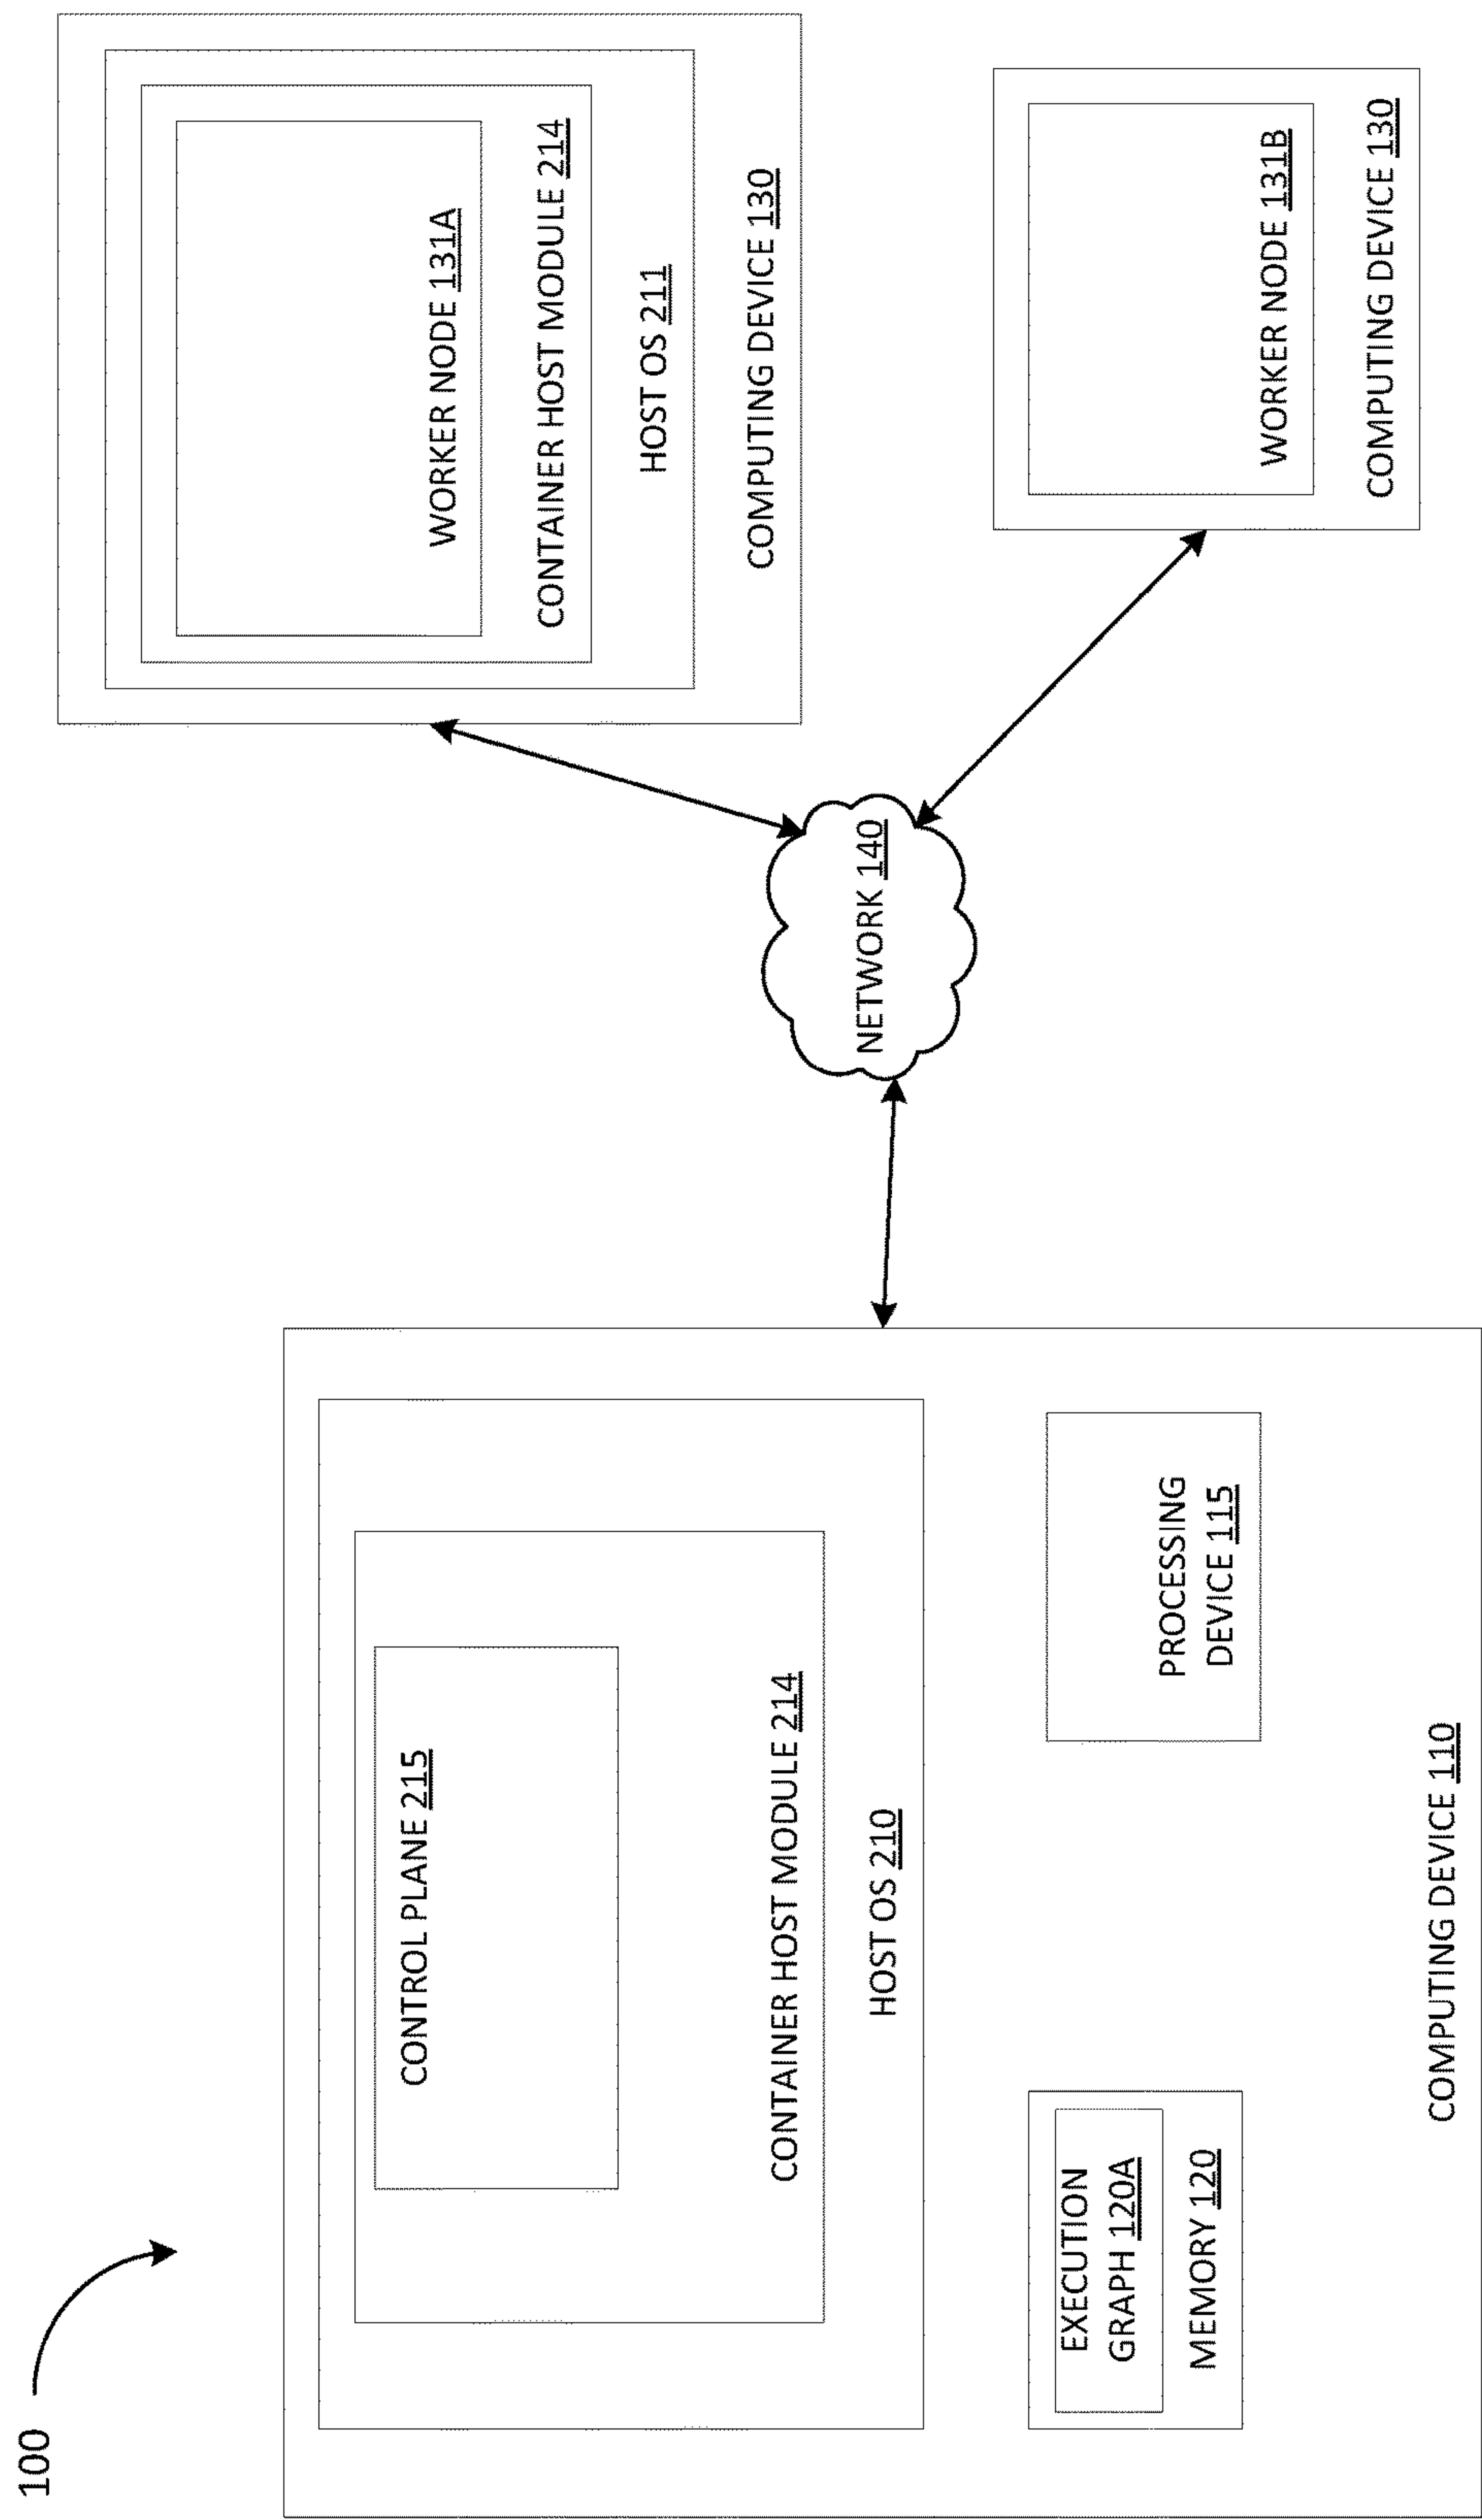 100
CONTROL PLANE 215
CONTAINER HOST MODULE 214
HOST OS 210
EXECUTION
GRAPH 120A
MEMORY 120
PROCESSING
DEVICE 115
COMPUTING DEVICE 110
NETWORK 140
WORKER NODE 131A
CONTAINER HOST MODULE 214
HOST OS 211
COMPUTING DEVICE 130
WORKER NODE 131B
COMPUTING DEVICE 130